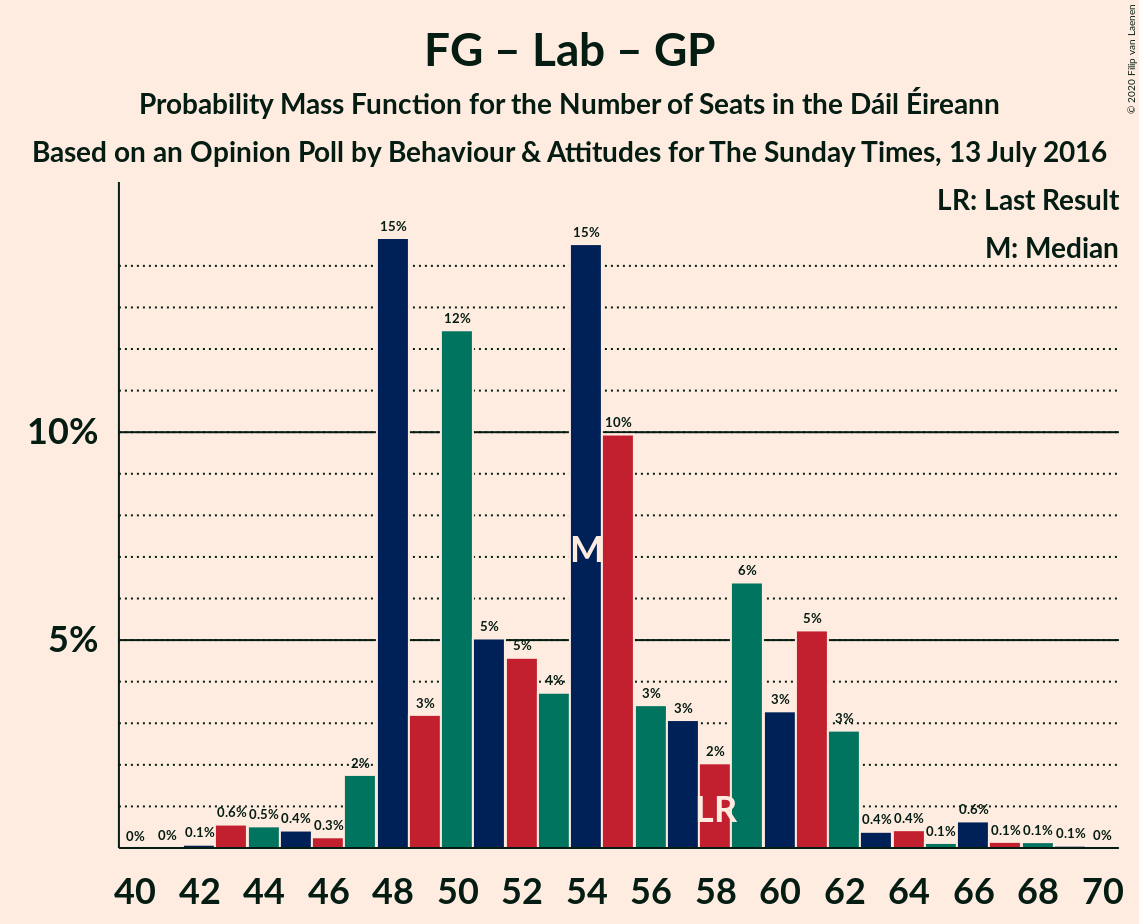 FG – Lab – GP
Probability Mass Function for the Number of Seats in the Dáil Éireann
Based on an Opinion Poll by Behaviour & Attitudes for The Sunday Times, 13 July 2016
© 2020 Filip van Laenen
LR: Last Result
M: Median
10%
5%
0% 0% 0.1% 0.6% 0.5% 0.4% 0.3% 2% 15% 3% 12% 5% 5% 4% 15% 10% 3% 3% 2% 6% 3% 5% 3% 0.4% 0.4% 0.1% 0.6% 0.1% 0.1% 0.1% 0%
M
LR
40 42 44 46 48 50 52 54 56 58 60 62 64 66 68 70